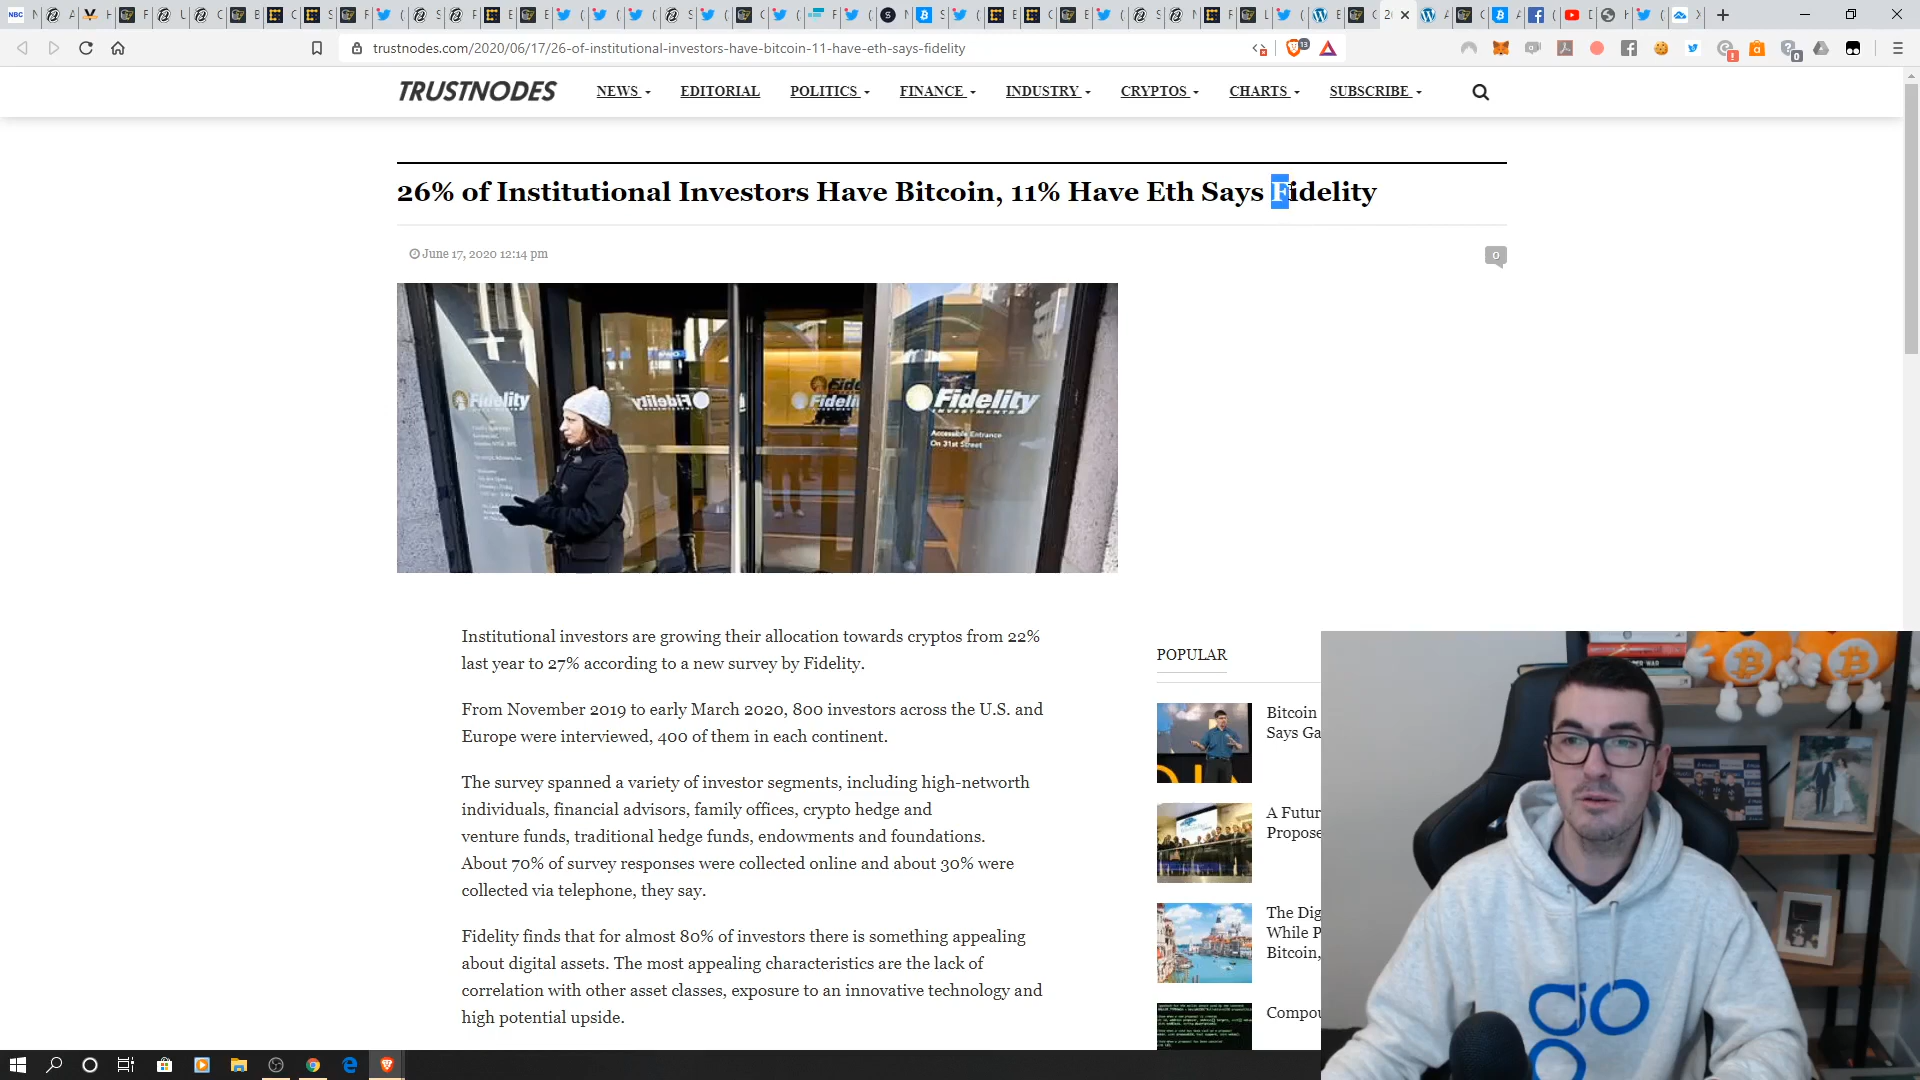 trustnodes.com/2020/06/17/26-of-institutional-investors-have-bitcoin-11-have-eth-says-fidelity
TRUSTNODES
NEWS
EDITORIAL
POLITICS
FINANCE
INDUSTRY
CRYPTOS
CHARTS
SUBSCRIBE
26% of Institutional Investors Have Bitcoin, 11% Have Eth Says Fidelity
June 17, 2020 12:14 pm
0
Fidelity
Fidelity
Fidelity
INVESTMENTS
Accessible Entrance
On 31st Street
Institutional investors are growing their allocation towards cryptos from 22%
last year to 27% according to a new survey by Fidelity.
From November 2019 to early March 2020, 800 investors across the U.S. and
Europe were interviewed, 400 of them in each continent.
The survey spanned a variety of investor segments, including high-networth
individuals, financial advisors, family offices, crypto hedge and
venture funds, traditional hedge funds, endowments and foundations.
About 70% of survey responses were collected online and about 30% were
collected via telephone, they say.
Fidelity finds that for almost 80% of investors there is something appealing
about digital assets. The most appealing characteristics are the lack of
correlation with other asset classes, exposure to an innovative technology and
high potential upside.
POPULAR
Bitcoin
Says Ga
A Futur
Propose
The Dig
While P
Bitcoin,
Compou